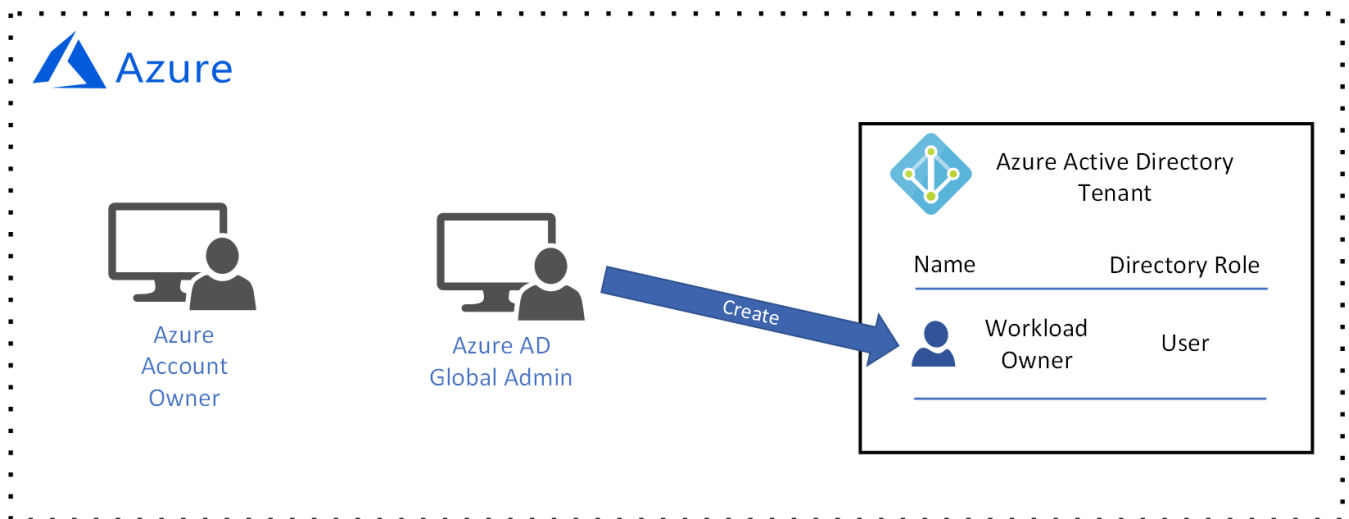 Azure
Azure Active Directory
Tenant
Name Directory Role
Workload
Owner
User
Create
Azure
Account
Owner
Azure AD
Global Admin